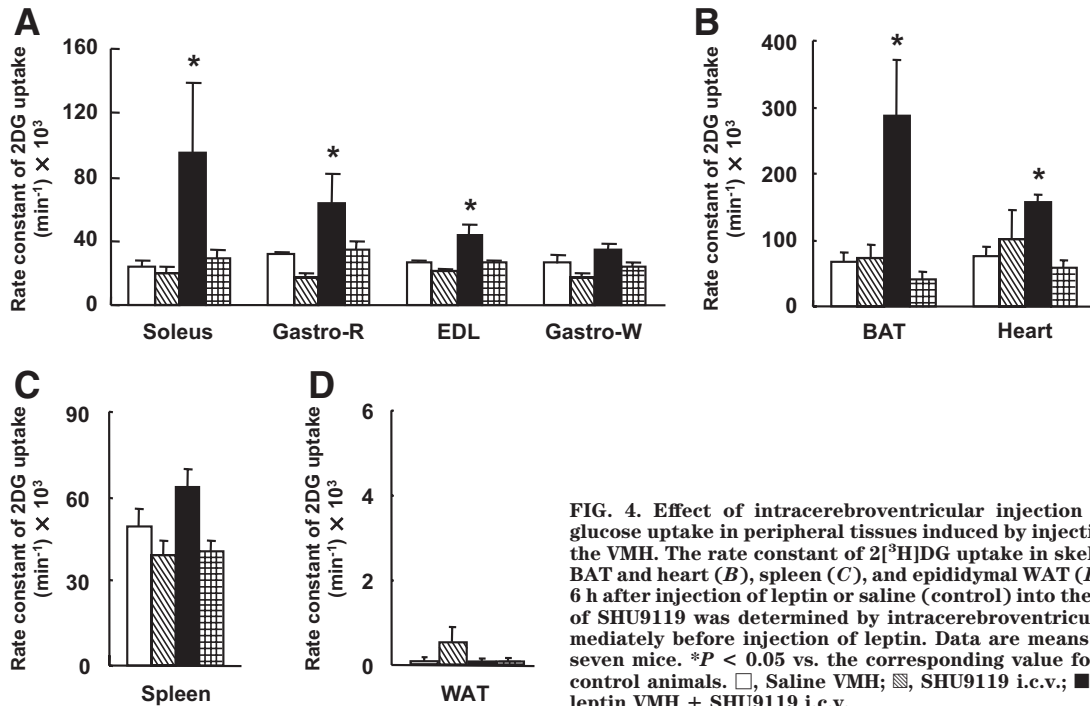 A
Rate constant of 2DG uptake
(min⁻¹) × 10³
160
120
80
40
0
*
*
*
Soleus Gastro-R EDL Gastro-W
B
Rate constant of 2DG uptake
(min⁻¹) × 10³
400
300
200
100
0
*
*
BAT Heart
C
Rate constant of 2DG uptake
(min⁻¹) × 10³
90
60
30
0
Spleen
D
Rate constant of 2DG uptake
(min⁻¹) × 10³
6
4
2
0
WAT
FIG. 4. Effect of intracerebroventricular injection
glucose uptake in peripheral tissues induced by injecti
the VMH. The rate constant of 2[³H]DG uptake in skel
BAT and heart (B), spleen (C), and epididymal WAT (
6 h after injection of leptin or saline (control) into the
of SHU9119 was determined by intracerebroventricu
mediately before injection of leptin. Data are means
seven mice. *P < 0.05 vs. the corresponding value fo
control animals. □, Saline VMH; ▧, SHU9119 i.c.v.; ■
leptin VMH + SHU9119 i.c.v.